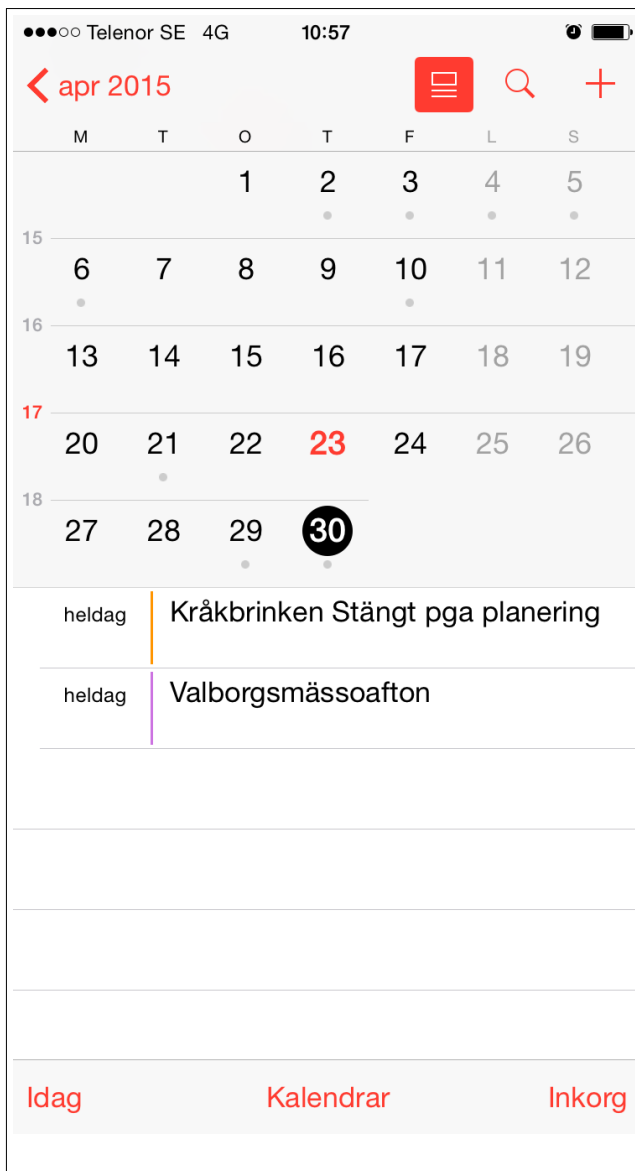 Telenor SE 4G 10:57
apr 2015
M T O T F L S
1 2 3 4 5
15
6 7 8 9 10 11 12
16
13 14 15 16 17 18 19
17
20 21 22 23 24 25 26
18
27 28 29 30
heldag Kråkbrinken Stängt pga planering
heldag Valborgsmässoafton
Idag Kalendrar Inkorg